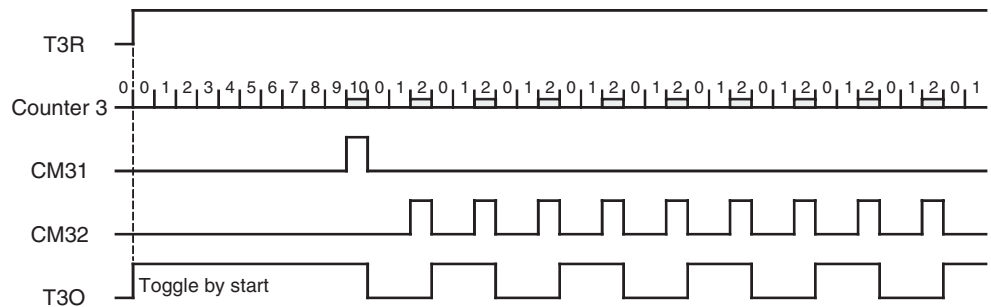 T3R
0 0 1 2 3 4 5 6 7 8 9 10 0 1 2 0 1 2 0 1 2 0 1 2 0 1 2 0 1 2 0 1 2 0 1 2 0 1 2 0 1
Counter 3
CM31
CM32
Toggle by start
T3O